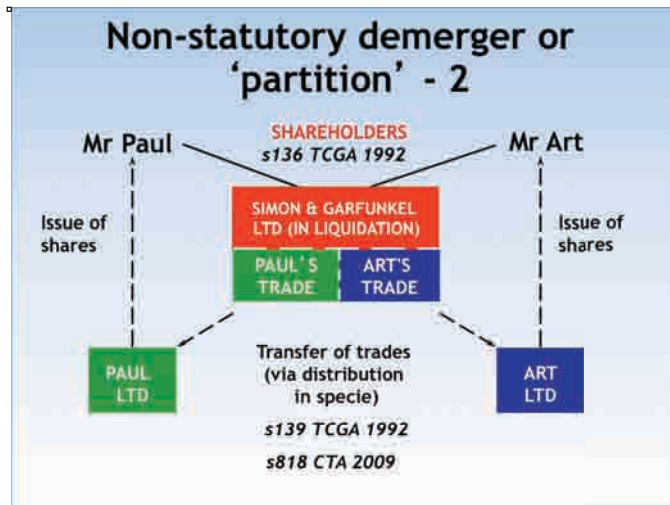 Non-statutory demerger or
‘partition’ - 2
SHAREHOLDERS
s136 TCGA 1992
Mr Paul
Mr Art
Issue of
shares
SIMON & GARFUNKEL
LTD (IN LIQUIDATION)
Issue of
shares
PAUL'S
TRADE
ART'S
TRADE
PAUL
LTD
Transfer of trades
(via distribution
in specie)
s139 TCGA 1992
s818 CTA 2009
ART
LTD